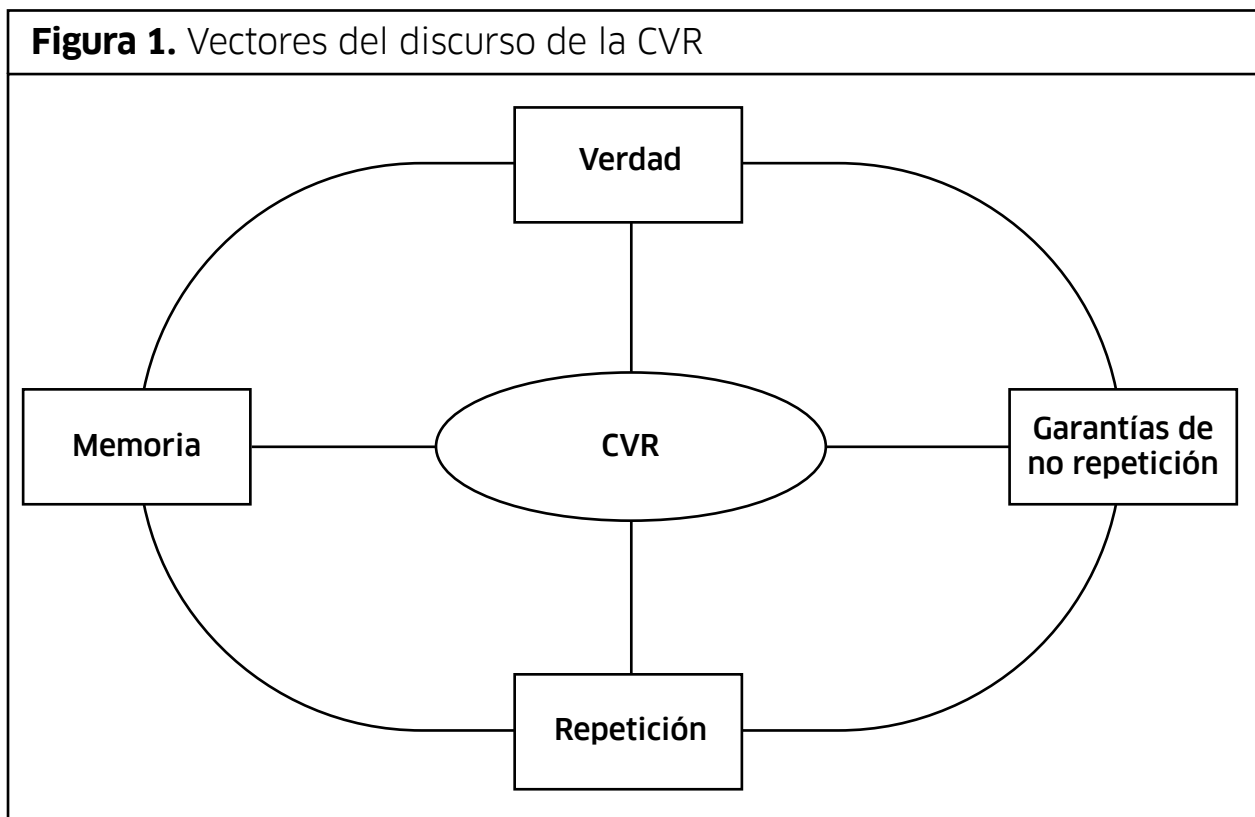 Figura 1. Vectores del discurso de la CVR
Verdad
Memoria
CVR
Garantías de
no repetición
Repetición